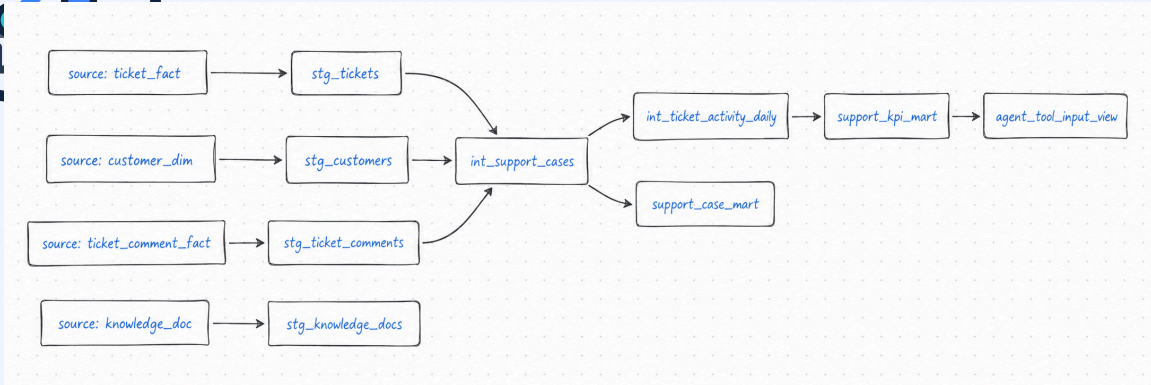 source: ticket_fact
stg_tickets
source: customer_dim
stg_customers
source: ticket_comment_fact
stg_ticket_comments
source: knowledge_doc
stg_knowledge_docs
int_support_cases
int_ticket_activity_daily
support_kpi_mart
agent_tool_input_view
support_case_mart